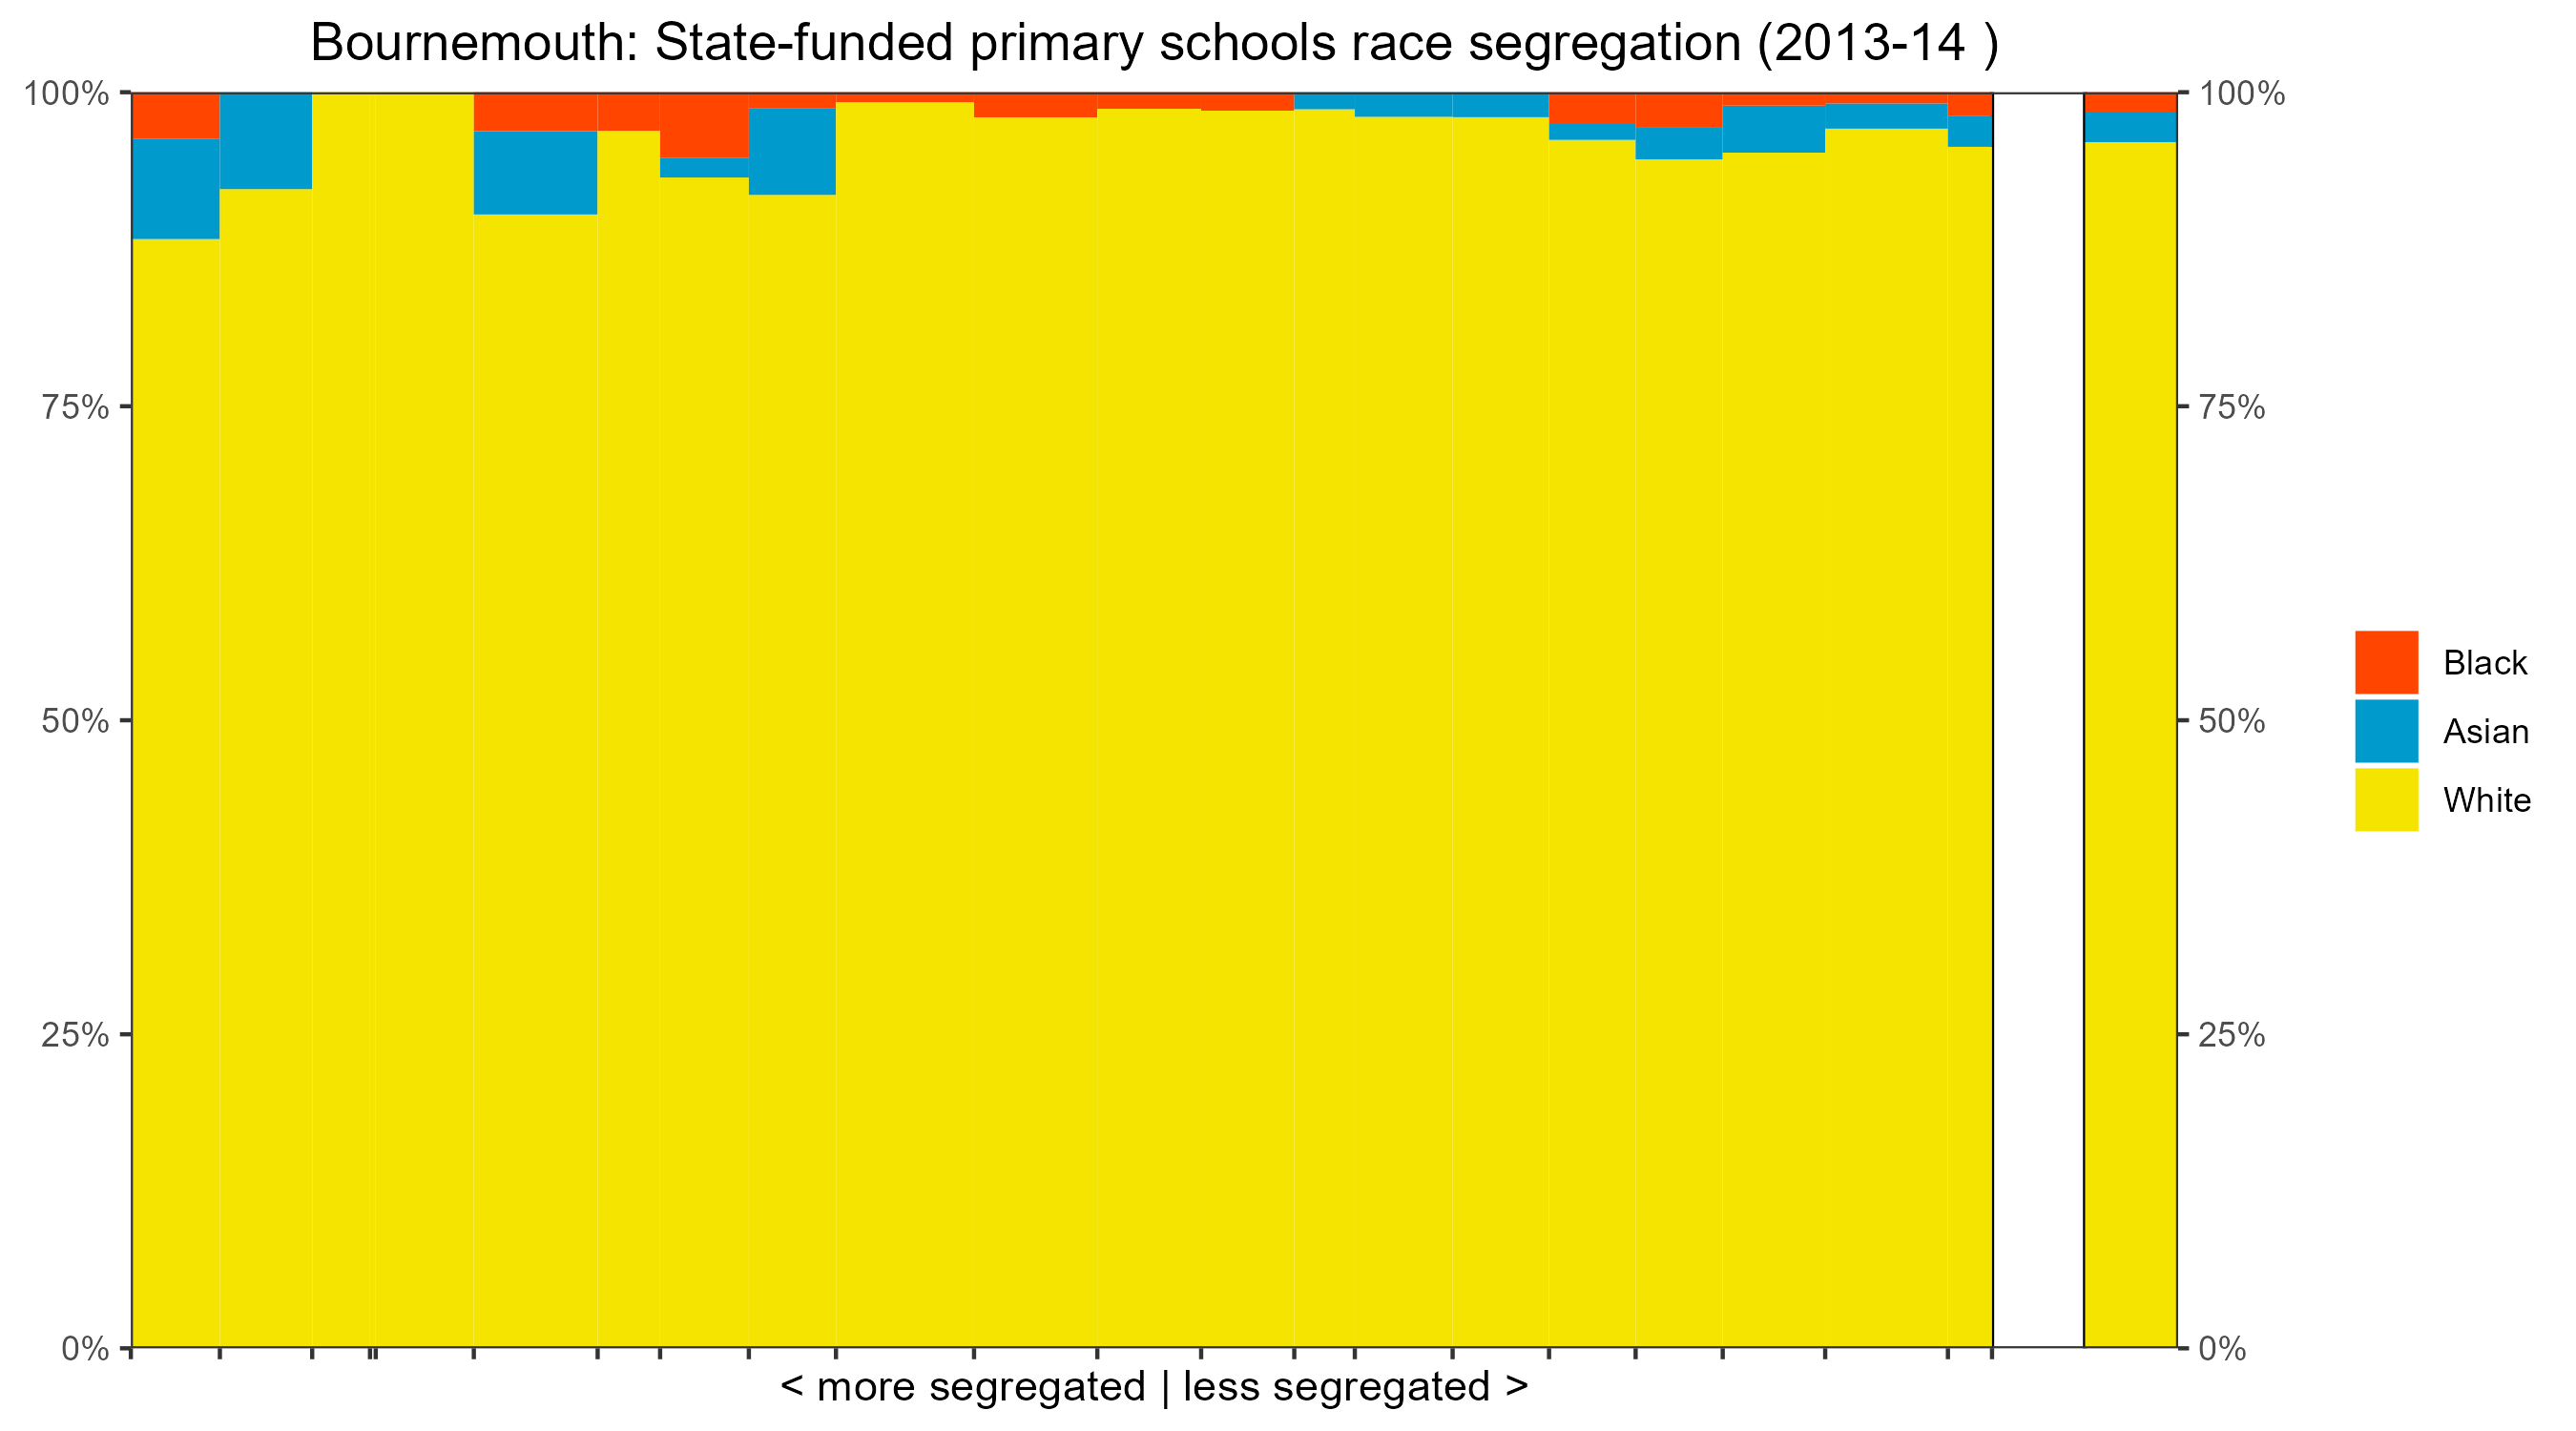 Bournemouth: State-funded primary schools race segregation (2013-14 )
100%
75%
50%
25%
0%
100%
75%
50%
25%
0%
Black
Asian
White
< more segregated | less segregated >